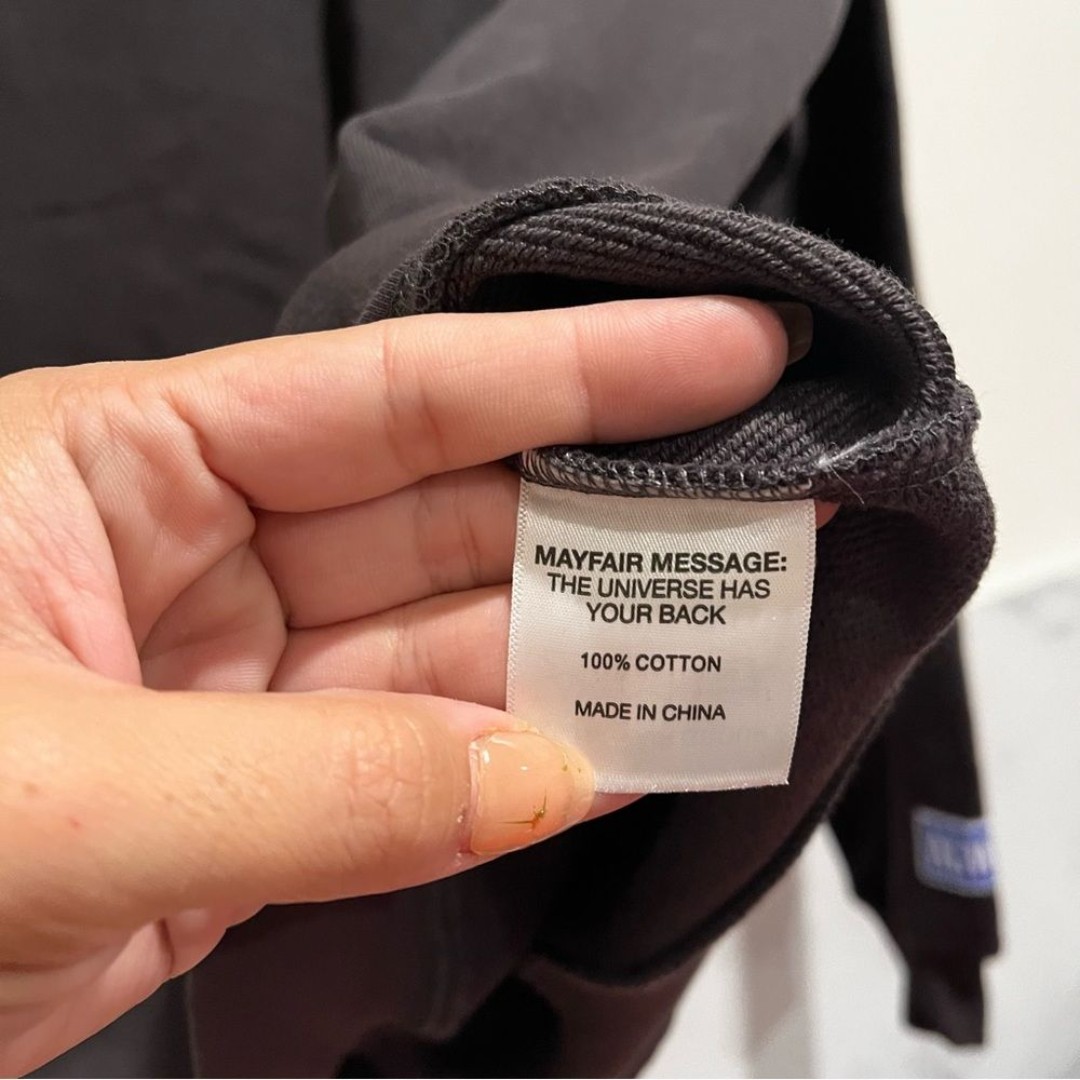 MAYFAIR MESSAGE:
THE UNIVERSE HAS
YOUR BACK
100% COTTON
MADE IN CHINA